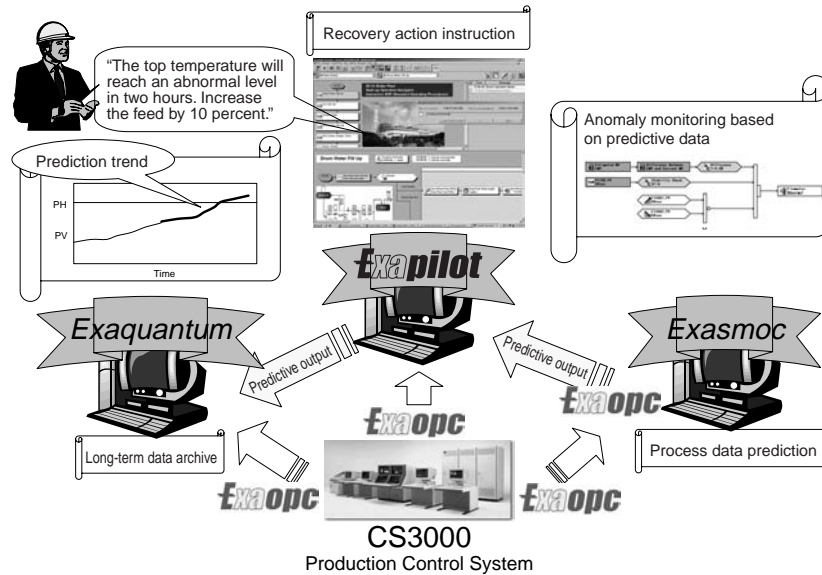 Recovery action instruction
“The top temperature will
reach an abnormal level
in two hours. Increase
the feed by 10 percent.”
Prediction trend
PH
PV
Time
Anomaly monitoring based
on predictive data
Exapilot
Exaquantum
Exasmoc
Predictive output
Predictive output
Exaopc
Exaopc
Long-term data archive
Process data prediction
Exaopc
Exaopc
CS3000
Production Control System